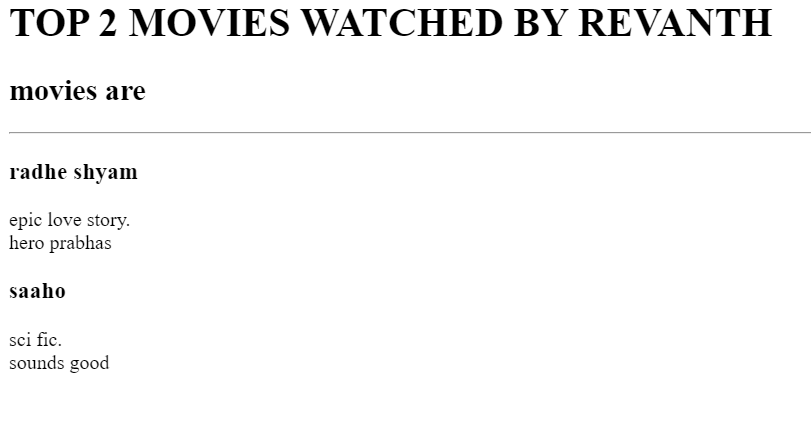 TOP 2 MOVIES WATCHED BY REVANTH
movies are
radhe shyam
epic love story.
hero prabhas
saaho
sci fic.
sounds good